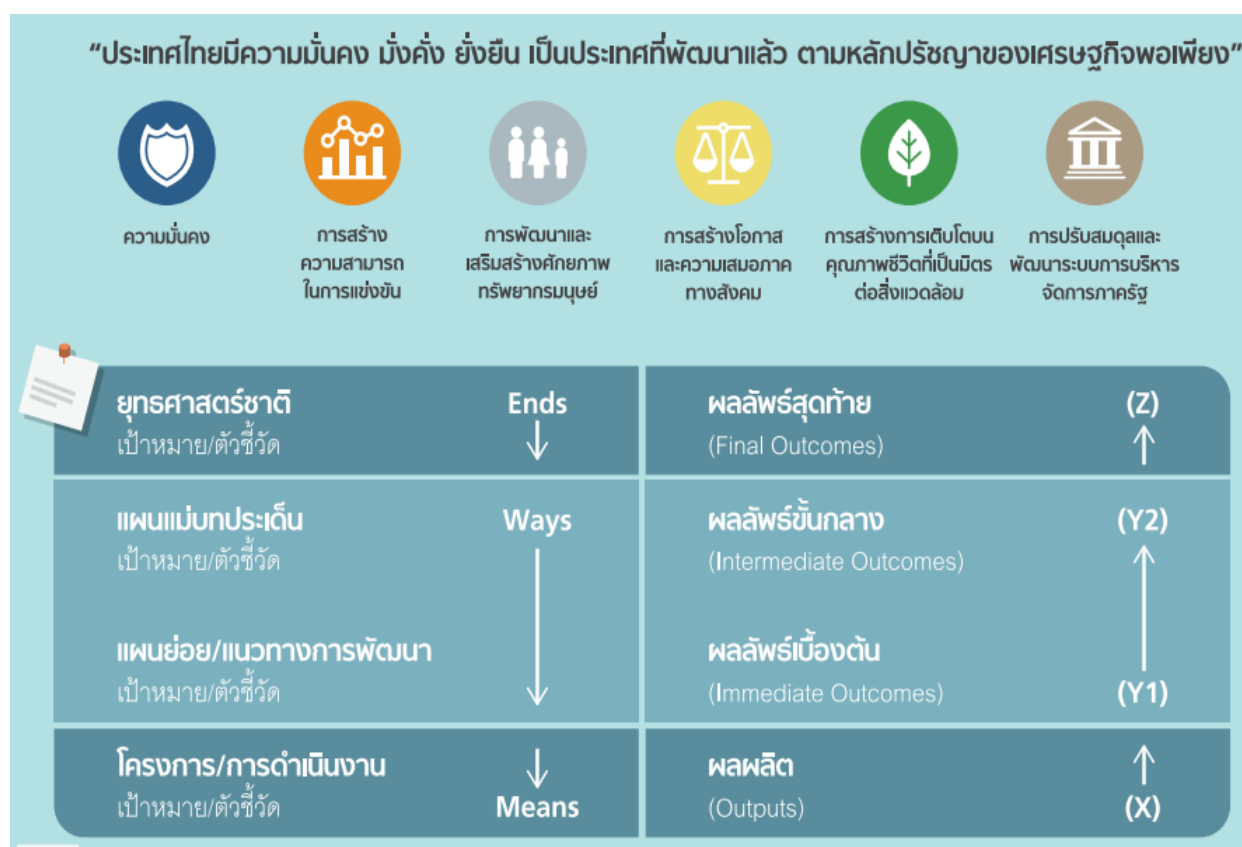 “ประเทศไทยมีความมั่นคง มั่งคั่ง ยั่งยืน เป็นประเทศที่พัฒนาแล้ว ตามหลักปรัชญาของเศรษฐกิจพอเพียง”
ความมั่นคง
การสร้าง
ความสามารถ
ในการแข่งขัน
การพัฒนาและ
เสริมสร้างศักยภาพ
ทรัพยากรมนุษย์
การสร้างโอกาส
และความเสมอภาค
ทางสังคม
การสร้างการเติบโตบน
คุณภาพชีวิตที่เป็นมิตร
ต่อสิ่งแวดล้อม
การปรับสมดุลและ
พัฒนาระบบการบริหาร
จัดการภาครัฐ
ยุทธศาสตร์ชาติ Ends ผลลัพธ์สุดท้าย (Z)
เป้าหมาย/ตัวชี้วัด (Final Outcomes)
แผนแม่บทประเด็น Ways ผลลัพธ์ขั้นกลาง (Y2)
เป้าหมาย/ตัวชี้วัด (Intermediate Outcomes)
แผนย่อย/แนวทางการพัฒนา ผลลัพธ์เบื้องต้น
เป้าหมาย/ตัวชี้วัด (Immediate Outcomes) (Y1)
โครงการ/การดำเนินงาน ผลผลิต
เป้าหมาย/ตัวชี้วัด Means (Outputs) (X)